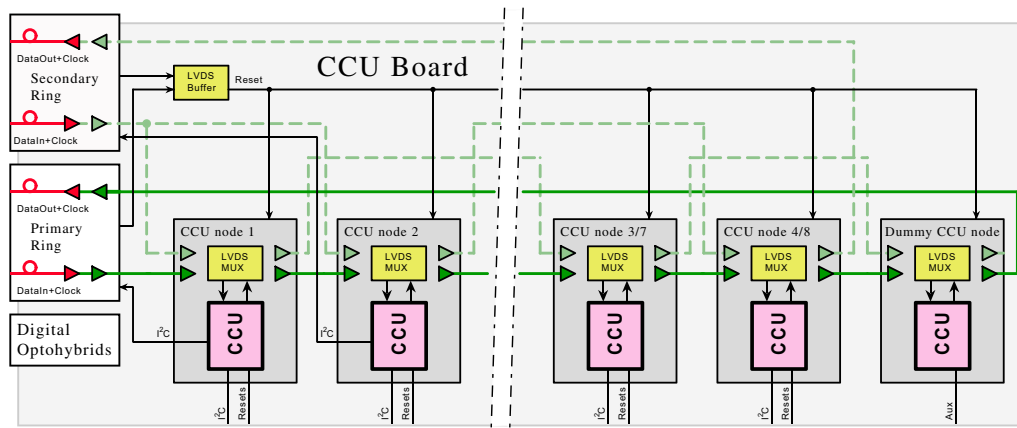 DataOut+Clock
Secondary
Ring
DataIn+Clock
LVDS
Buffer
Reset
CCU Board
DataOut+Clock
Primary
Ring
DataIn+Clock
Digital
Optohybrids
CCU node 1
LVDS
MUX
CCU
I²C
I²C
Resets
CCU node 2
LVDS
MUX
CCU
I²C
I²C
Resets
CCU node 3/7
LVDS
MUX
CCU
I²C
Resets
CCU node 4/8
LVDS
MUX
CCU
I²C
Resets
Dummy CCU node
LVDS
MUX
CCU
Aux